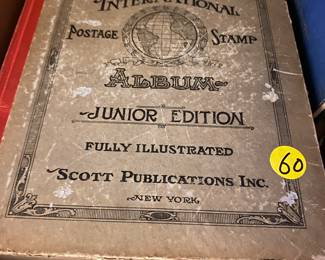 INTERNATIONAL
POSTAGE STAMP
ALBUM
JUNIOR EDITION
FULLY ILLUSTRATED
SCOTT PUBLICATIONS INC.
NEW YORK
60